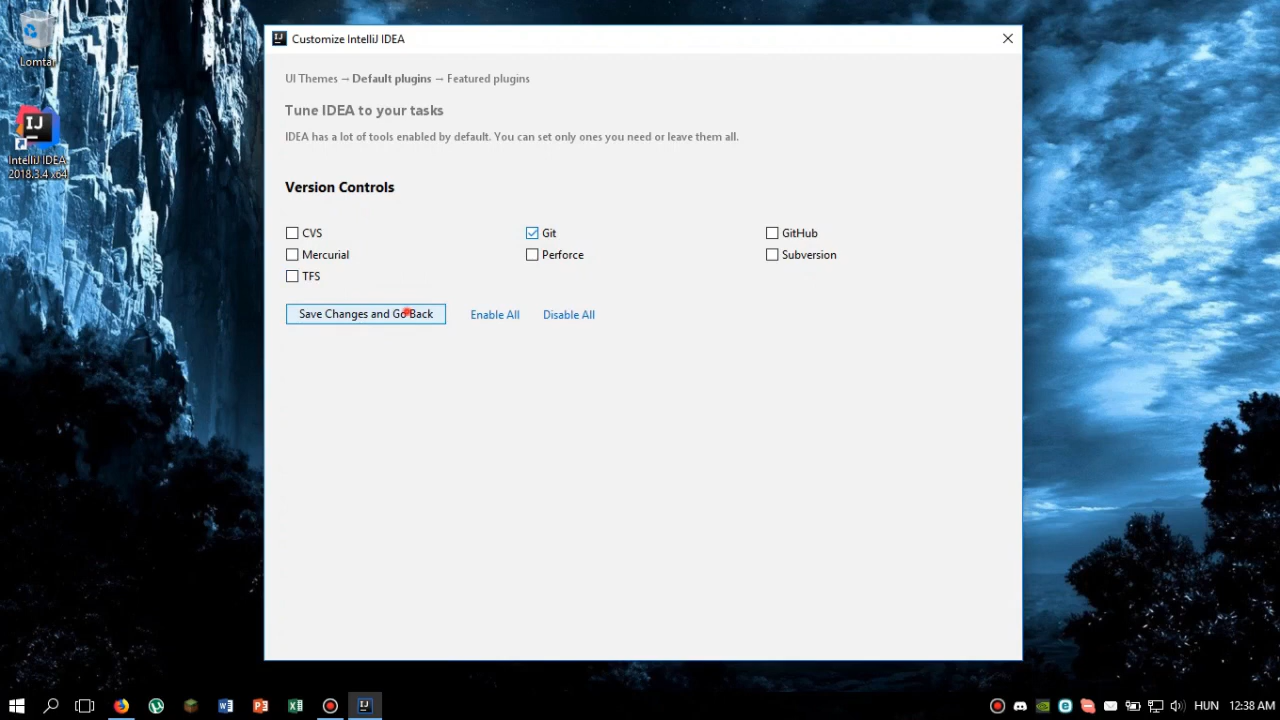 Lomtár
IntelliJ IDEA
2018.3.4 x64
Customize IntelliJ IDEA
UI Themes → Default plugins → Featured plugins
Tune IDEA to your tasks
IDEA has a lot of tools enabled by default. You can set only ones you need or leave them all.
Version Controls
CVS
Git
GitHub
Mercurial
Perforce
Subversion
TFS
Save Changes and Go Back
Enable All
Disable All
HUN
12:38 AM